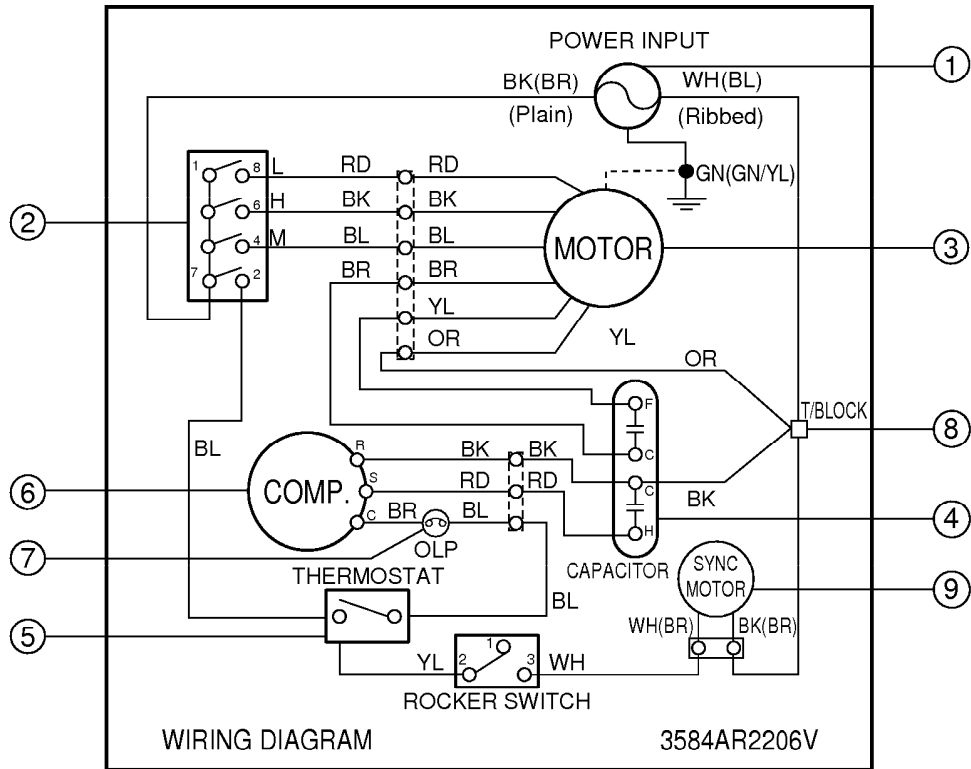 POWER INPUT
1
BK(BR)
WH(BL)
(Plain)
(Ribbed)
1
8
L
RD
RD
GN(GN/YL)
2
6
H
BK
BK
4
M
BL
BL
MOTOR
3
7
2
BR
BR
YL
OR
YL
OR
F
T/BLOCK
8
BL
R
BK
BK
C
C
BK
6
COMP.
S
RD
RD
4
C
BR
BL
H
7
OLP
CAPACITOR
SYNC
MOTOR
9
THERMOSTAT
BL
5
WH(BR)
BK(BR)
YL
2
1
3
WH
ROCKER SWITCH
WIRING DIAGRAM
3584AR2206V